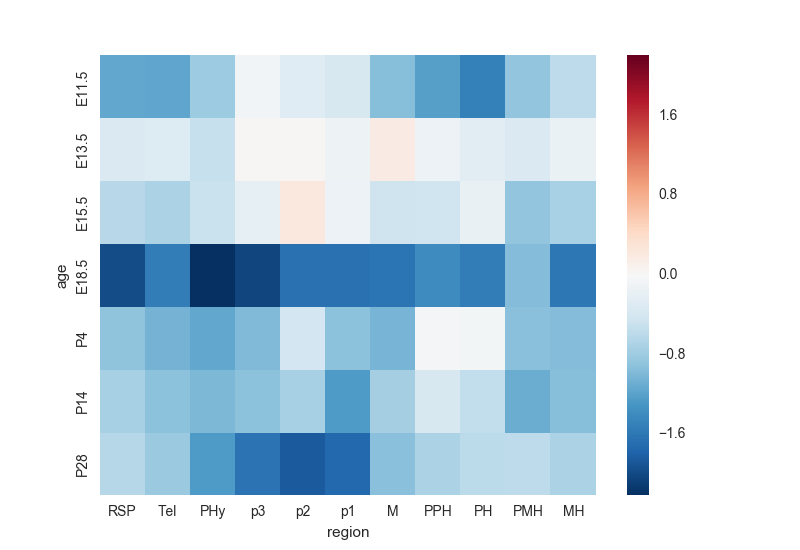 E11.5
E13.5
E15.5
E18.5
P4
P14
P28
age
RSP Tel PHy p3 p2 p1 M PPH PH PMH MH
region
1.6
0.8
0.0
−0.8
−1.6